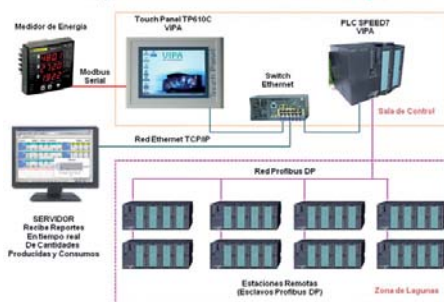 Medidor de Energía
Touch Panel TP610C
VIPA
PLC SPEED7
VIPA
Modbus
Serial
Switch
Ethernet
Sala de Control
Red Ethernet TCP/IP
Red Profibus DP
SERVIDOR
Recibe Reportes
En tiempo real
De Cantidades
Producidas y Consumos
Estaciones Remotas
(Esclavos Profibus DP)
Zona de Lagunas